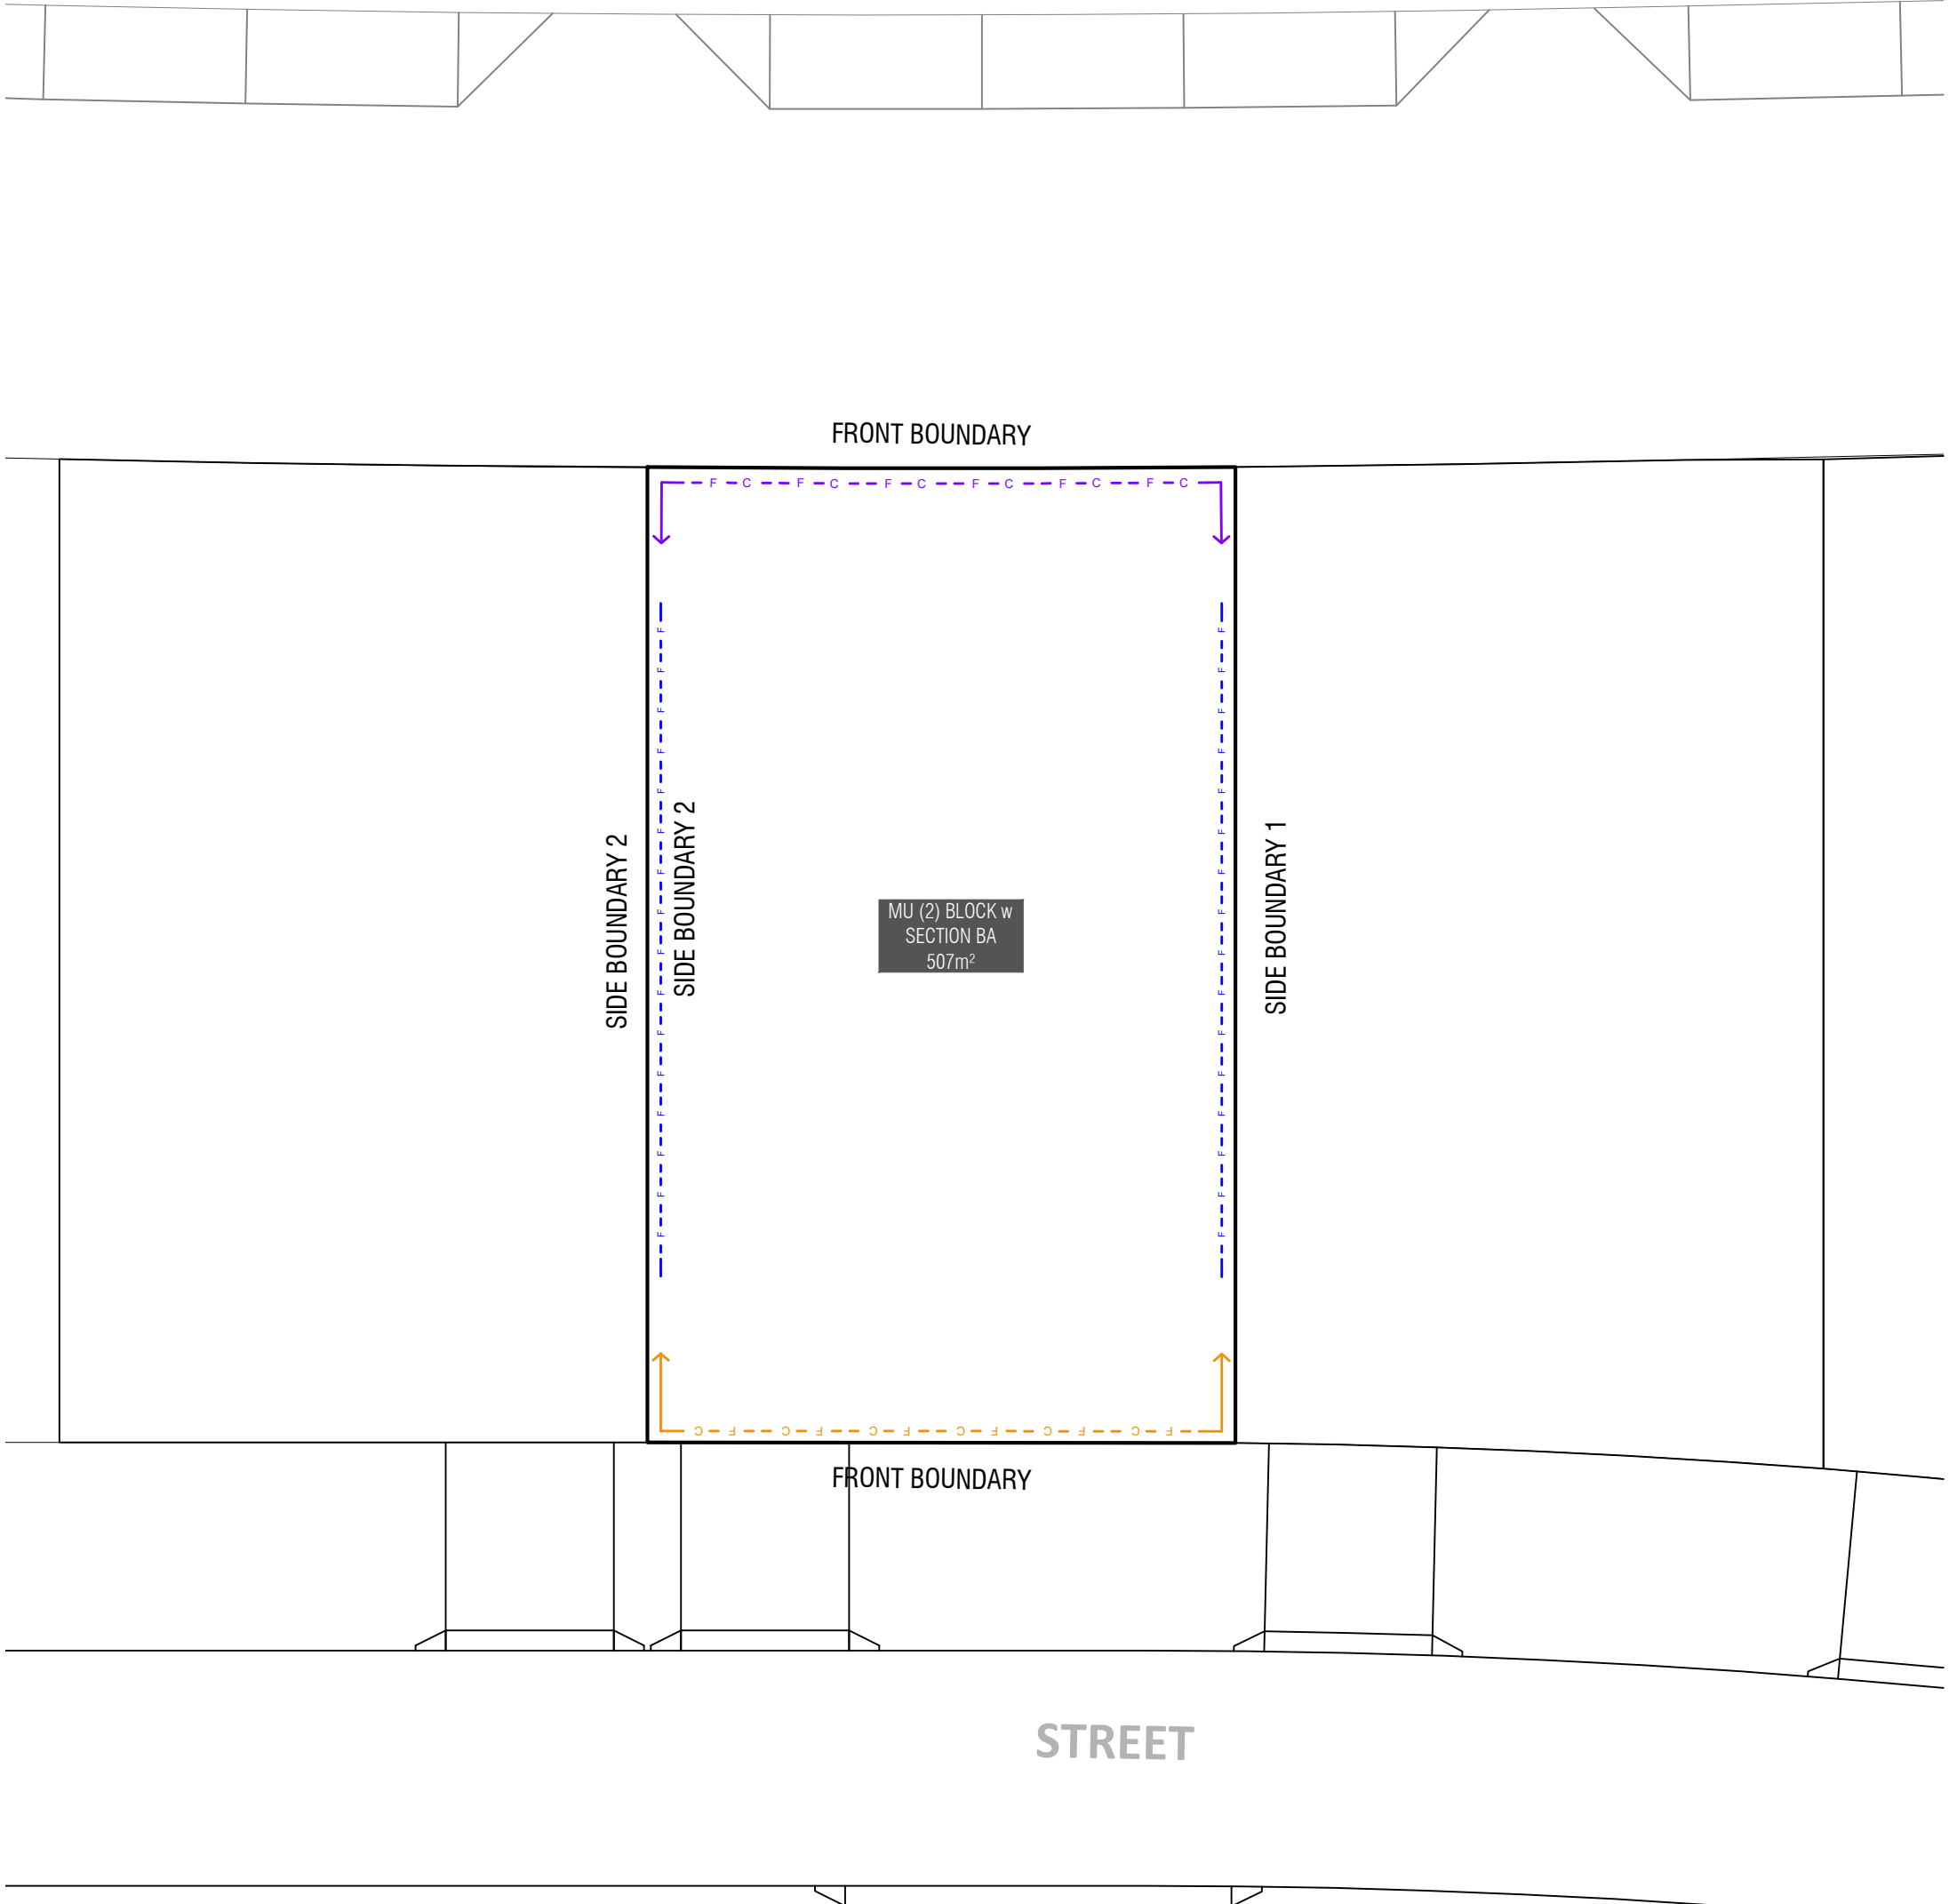 FRONT BOUNDARY
F C F C F C F C F C F C
SIDE BOUNDARY 2
SIDE BOUNDARY 2
F F F F F F F F F F F F F F F F
F F F F F F F F F F F F F F F F
MU (2) BLOCK w
SECTION BA
507m²
SIDE BOUNDARY 1
C F C F C F C F C F C F
FRONT BOUNDARY
STREET